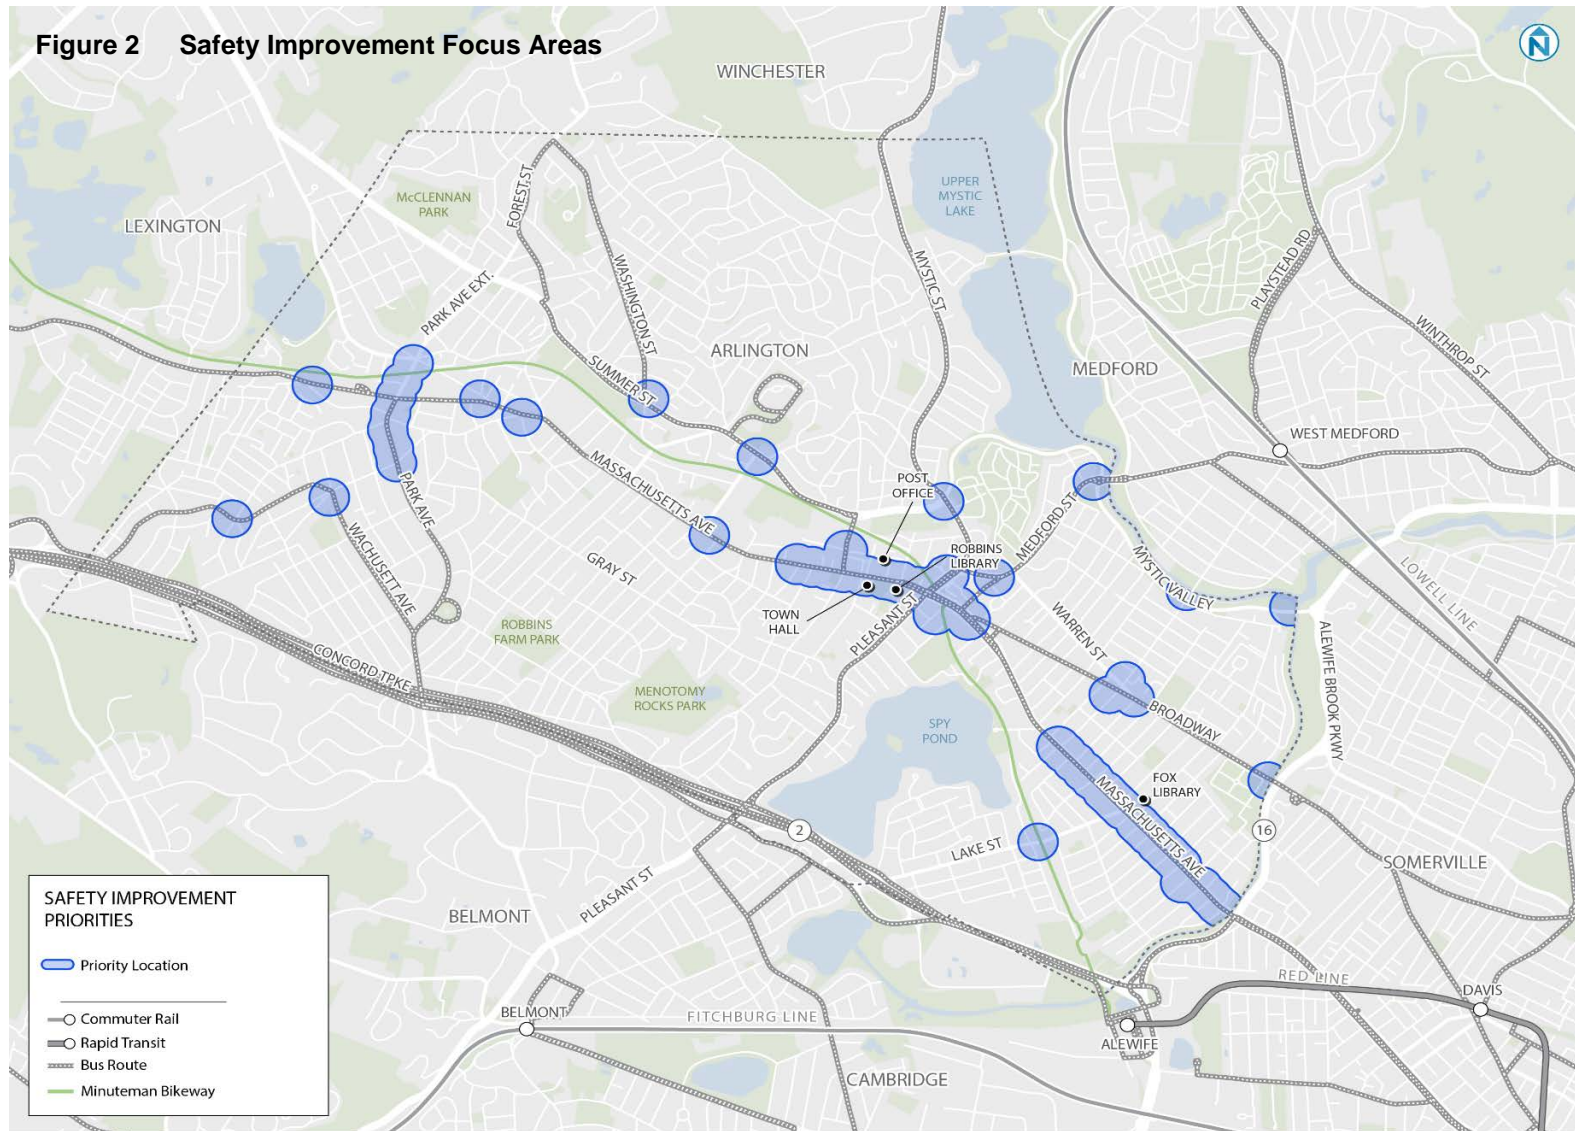 Figure 2 Safety Improvement Focus Areas
N
WINCHESTER
McCLENNAN
PARK
FOREST ST
UPPER
MYSTIC
LAKE
LEXINGTON
PLAYSTEAD RD
WASHINGTON ST
MYSTIC ST
PARK AVE EXT.
WINTHROP ST
ARLINGTON
MEDFORD
SUMMER ST
WEST MEDFORD
POST
OFFICE
MASSACHUSETTS AVE
PARK AVE
MEDFORD ST
ROBBINS
LIBRARY
WACHUSETT AVE
GRAY ST
MYSTIC VALLEY
LOWELL LINE
TOWN
HALL
PLEASANT ST
WARREN ST
ROBBINS
FARM PARK
ALEWIFE BROOK PKWY
CONCORD TPKE
MENOTOMY
ROCKS PARK
SPY
POND
BROADWAY
FOX
LIBRARY
MASSACHUSETTS AVE
2
16
LAKE ST
SOMERVILLE
PLEASANT ST
BELMONT
SAFETY IMPROVEMENT
PRIORITIES
Priority Location
Commuter Rail
Rapid Transit
Bus Route
Minuteman Bikeway
RED LINE
DAVIS
BELMONT
FITCHBURG LINE
ALEWIFE
CAMBRIDGE